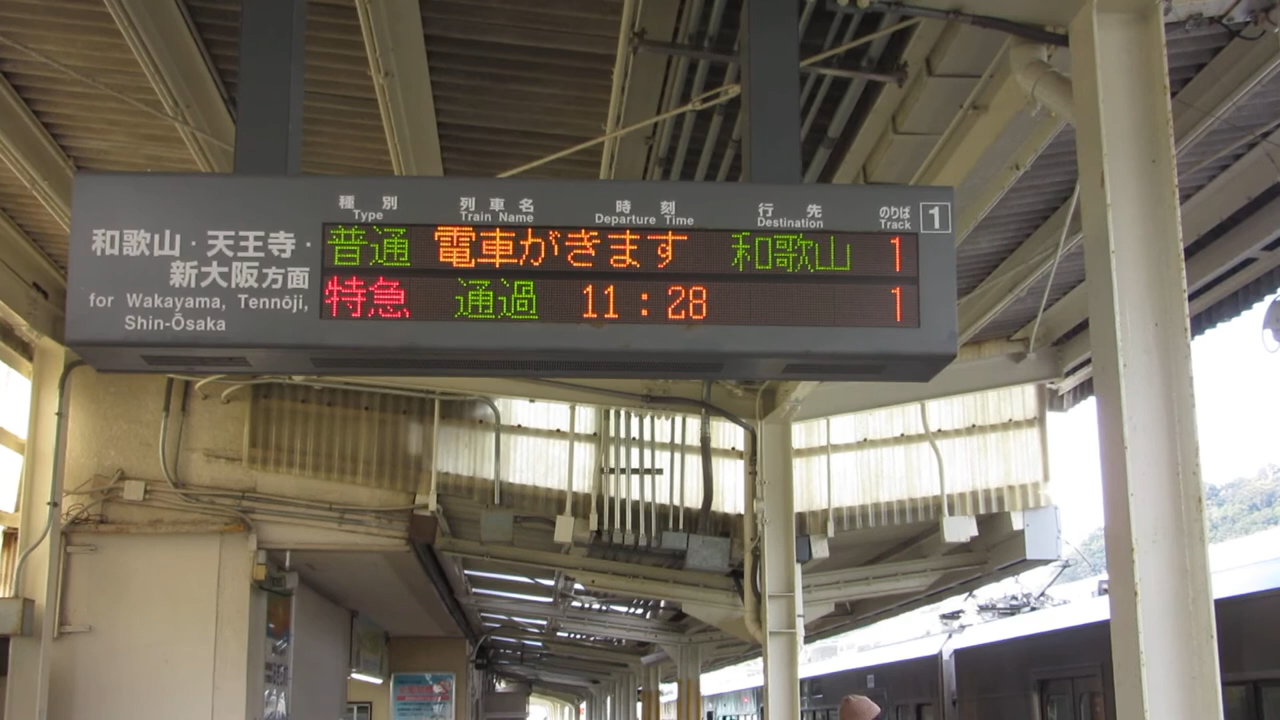 和歌山・天王寺・
新大阪方面
for Wakayama, Tennōji,
Shin-Ōsaka
種別 列車名 時刻 行先 のりば 1
Type Train Name Departure Time Destination Track
普通 電車がきます 和歌山 1
特急 通過 11:28 1